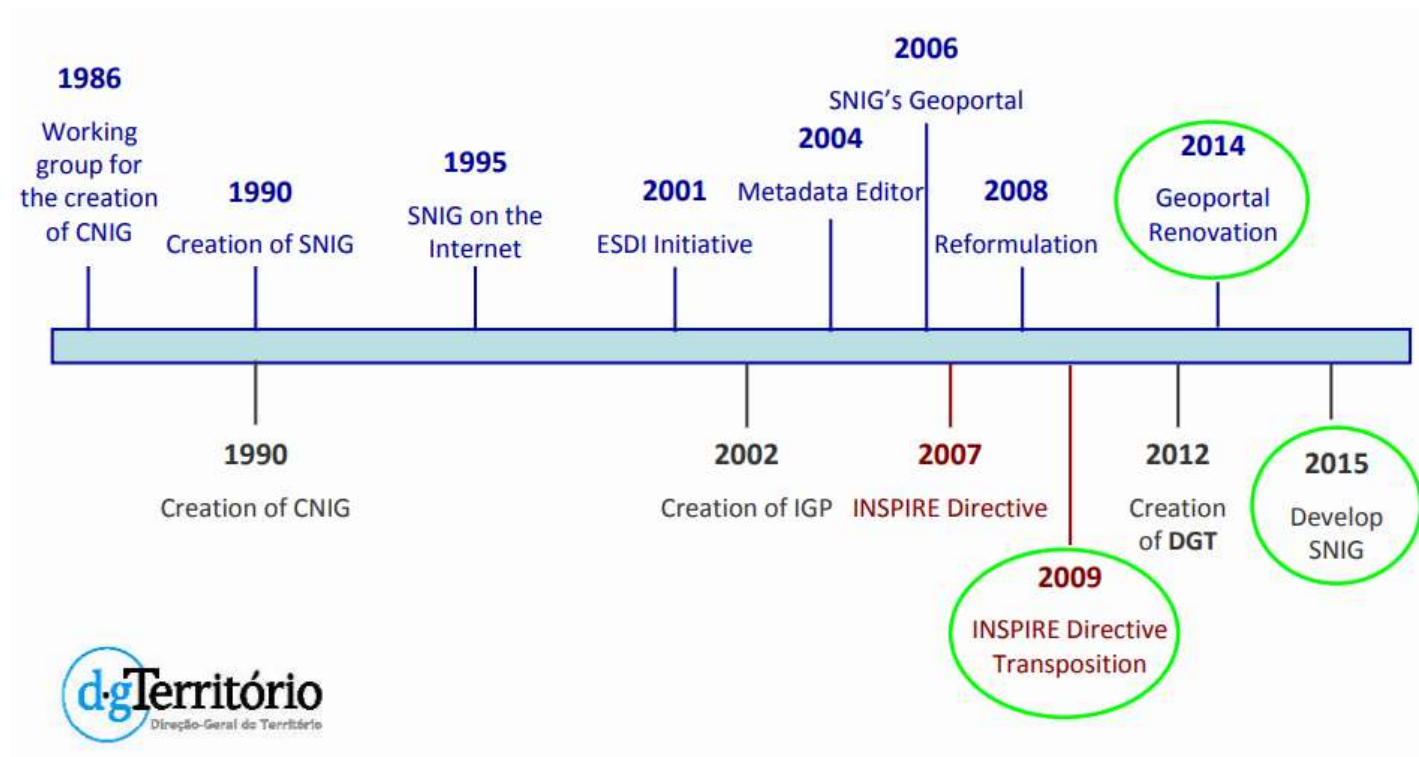 1986
Working
group for
the creation
of CNIG
1990
Creation of SNIG
1995
SNIG on the
Internet
2001
ESDI Initiative
2004
Metadata Editor
2006
SNIG's Geoportal
2008
Reformulation
2014
Geoportal
Renovation
1990
Creation of CNIG
2002
Creation of IGP
2007
INSPIRE Directive
2009
INSPIRE Directive
Transposition
2012
Creation
of DGT
2015
Develop
SNIG
d·gTerritório
Direção-Geral do Território